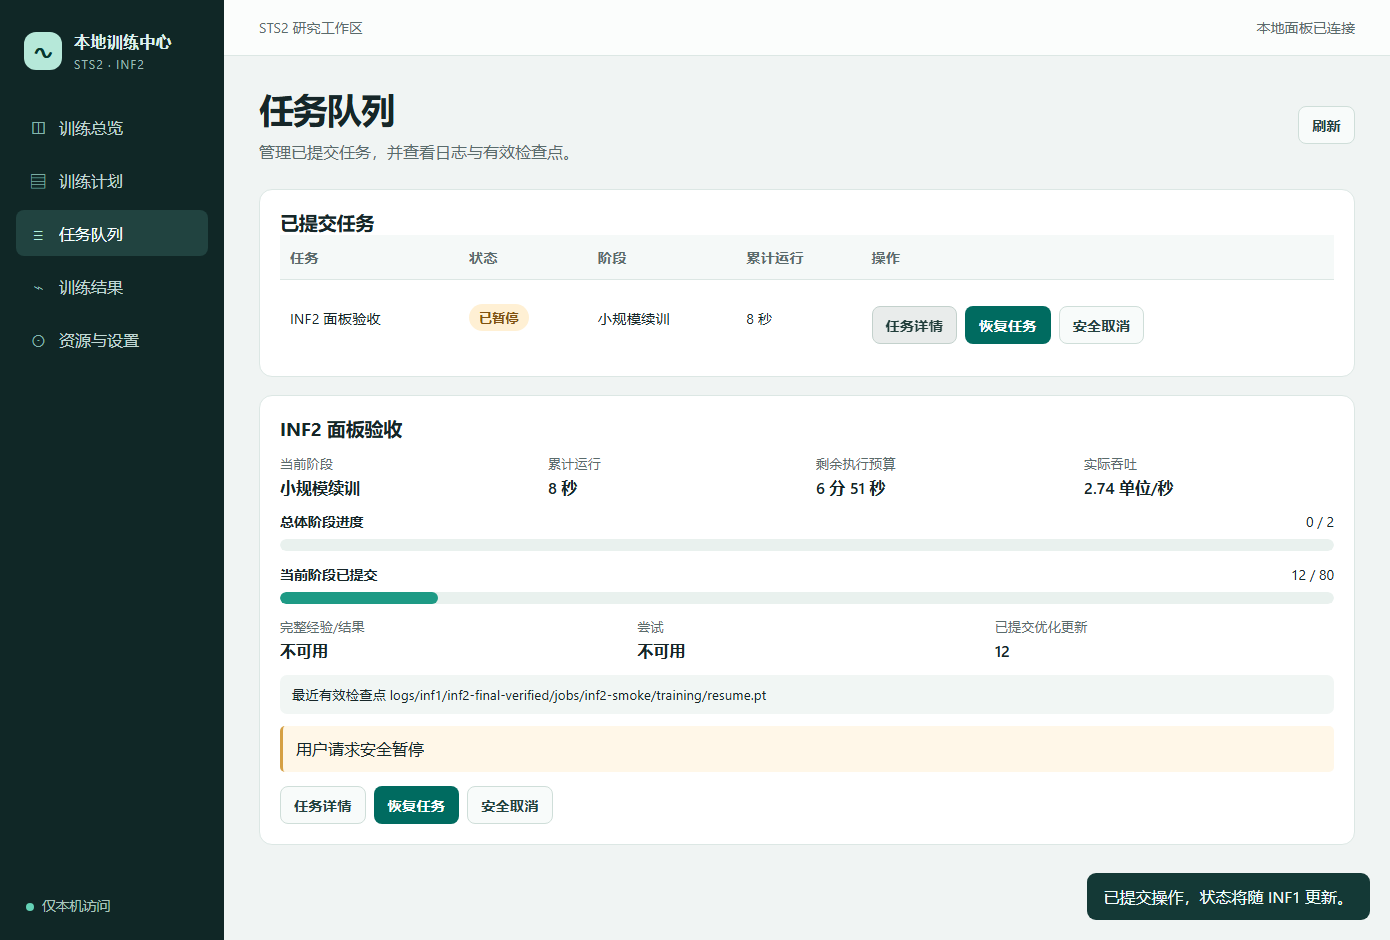 本地训练中心
STS2 · INF2
训练总览
训练计划
任务队列
训练结果
资源与设置
仅本机访问
STS2 研究工作区
本地面板已连接
任务队列
管理已提交任务，并查看日志与有效检查点。
刷新
已提交任务
任务 状态 阶段 累计运行 操作
INF2 面板验收 已暂停 小规模续训 8 秒 任务详情 恢复任务 安全取消
INF2 面板验收
当前阶段 累计运行 剩余执行预算 实际吞吐
小规模续训 8 秒 6 分 51 秒 2.74 单位/秒
总体阶段进度 0 / 2
当前阶段已提交 12 / 80
完整经验/结果 尝试 已提交优化更新
不可用 不可用 12
最近有效检查点 logs/inf1/inf2-final-verified/jobs/inf2-smoke/training/resume.pt
用户请求安全暂停
任务详情 恢复任务 安全取消
已提交操作，状态将随 INF1 更新。